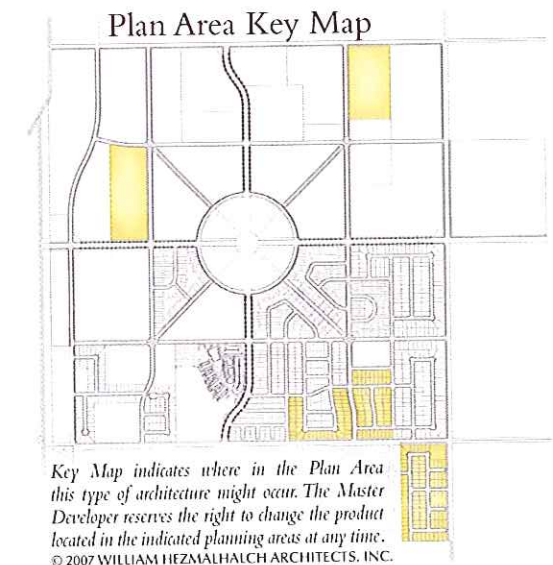 Plan Area Key Map
Key Map indicates where in the Plan Area
this type of architecture might occur. The Master
Developer reserves the right to change the product
located in the indicated planning areas at any time.
© 2007 WILLIAM HEZMALHALCH ARCHITECTS, INC.